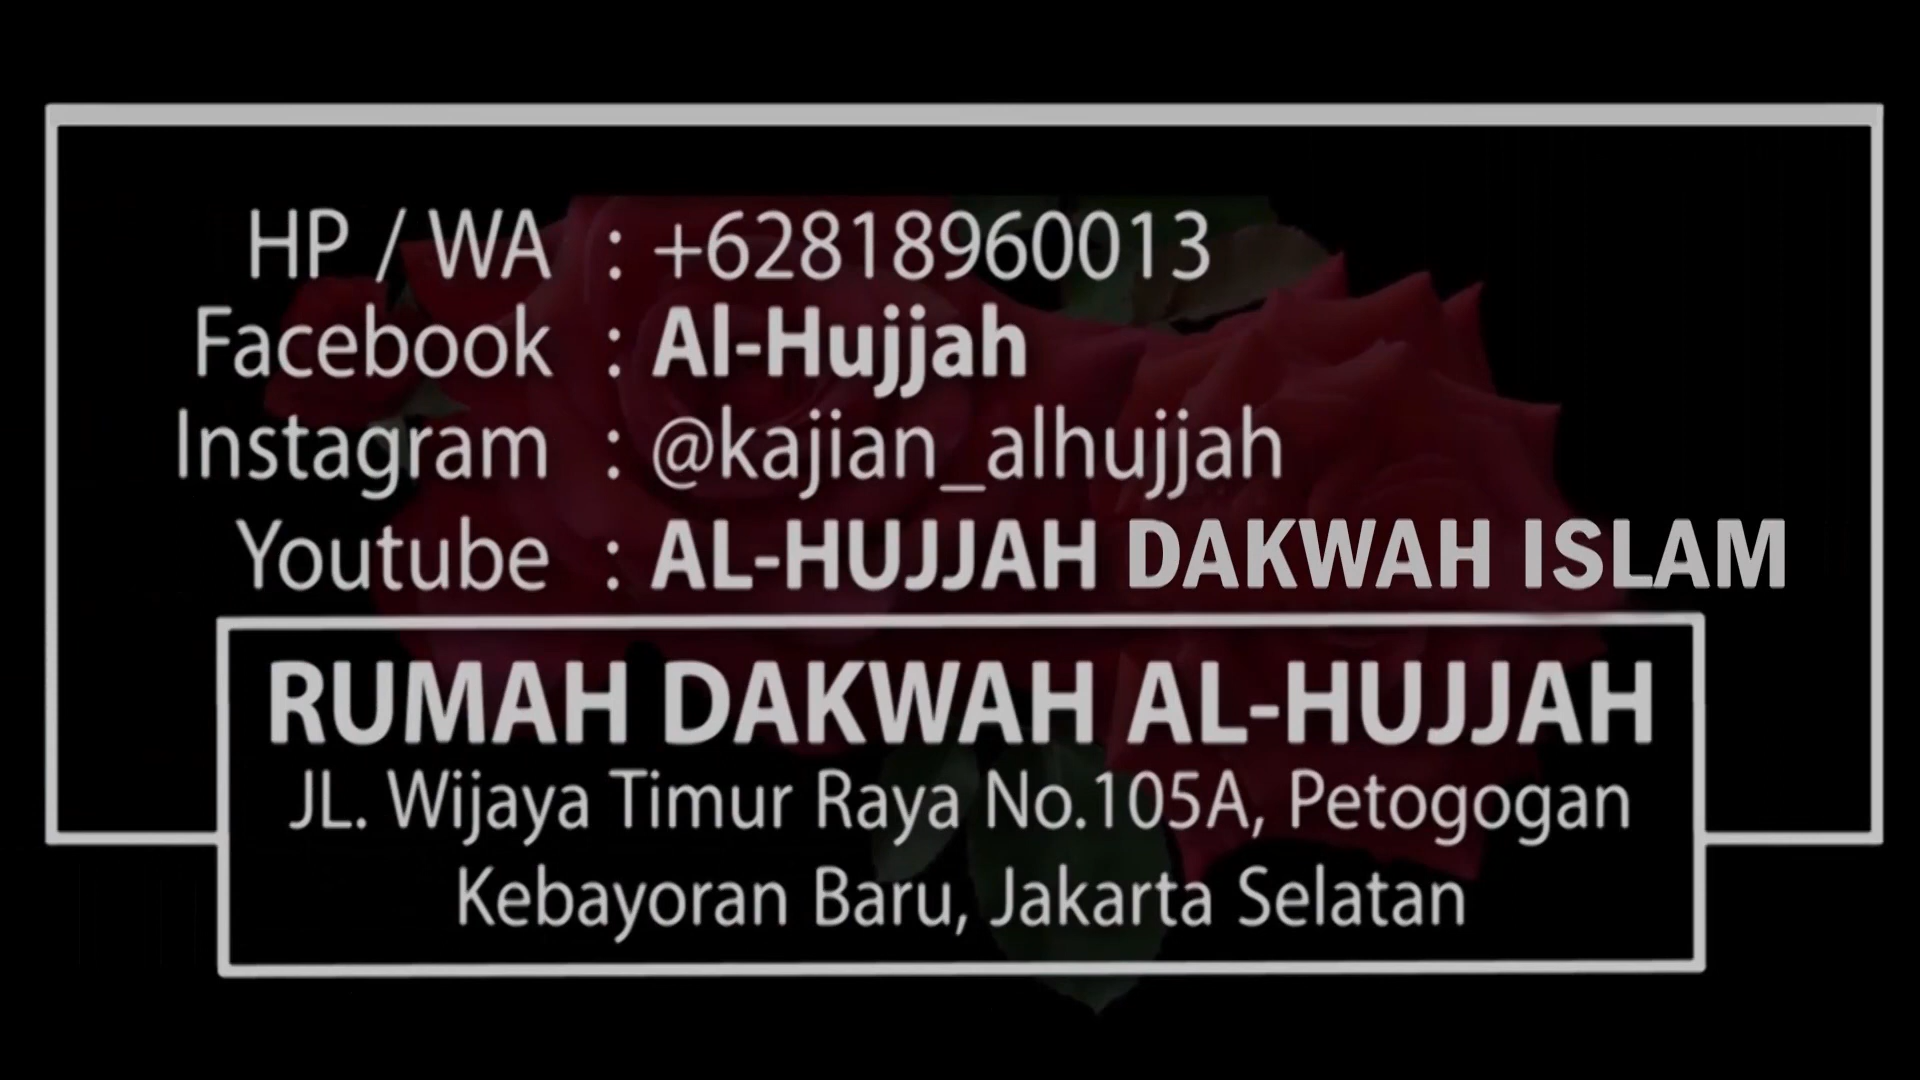 HP / WA : +62818960013
Facebook : Al-Hujjah
Instagram : @kajian_alhujjah
Youtube : AL-HUJJAH DAKWAH ISLAM
RUMAH DAKWAH AL-HUJJAH
JL. Wijaya Timur Raya No.105A, Petogogan
Kebayoran Baru, Jakarta Selatan